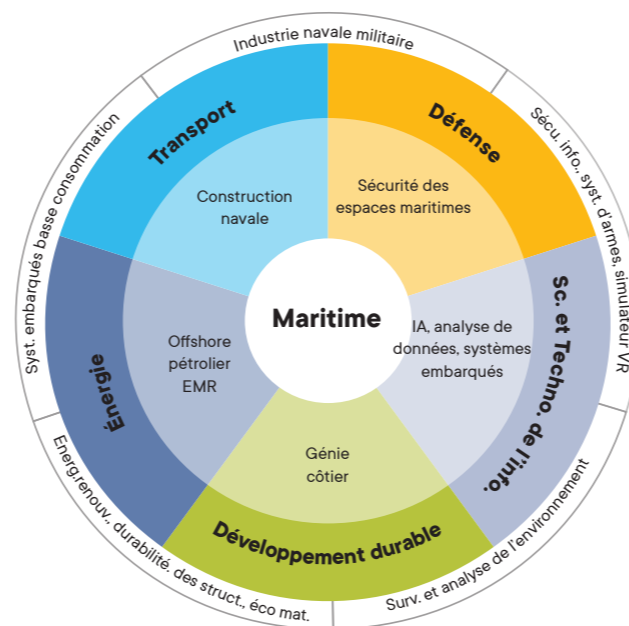 Industrie navale militaire
Transport
Défense
Sécu. info., syst. d'armes, simulateur VR
Syst. embarqués basse consommation
Construction
navale
Sécurité des
espaces maritimes
Maritime
Énergie
Offshore
pétrolier
EMR
IA, analyse de
données, systèmes
embarqués
Sc. et Techno. de l'info.
Génie
côtier
Développement durable
Energ.renouv., durabilité. des struct., éco mat.
Surv. et analyse de l'environnement